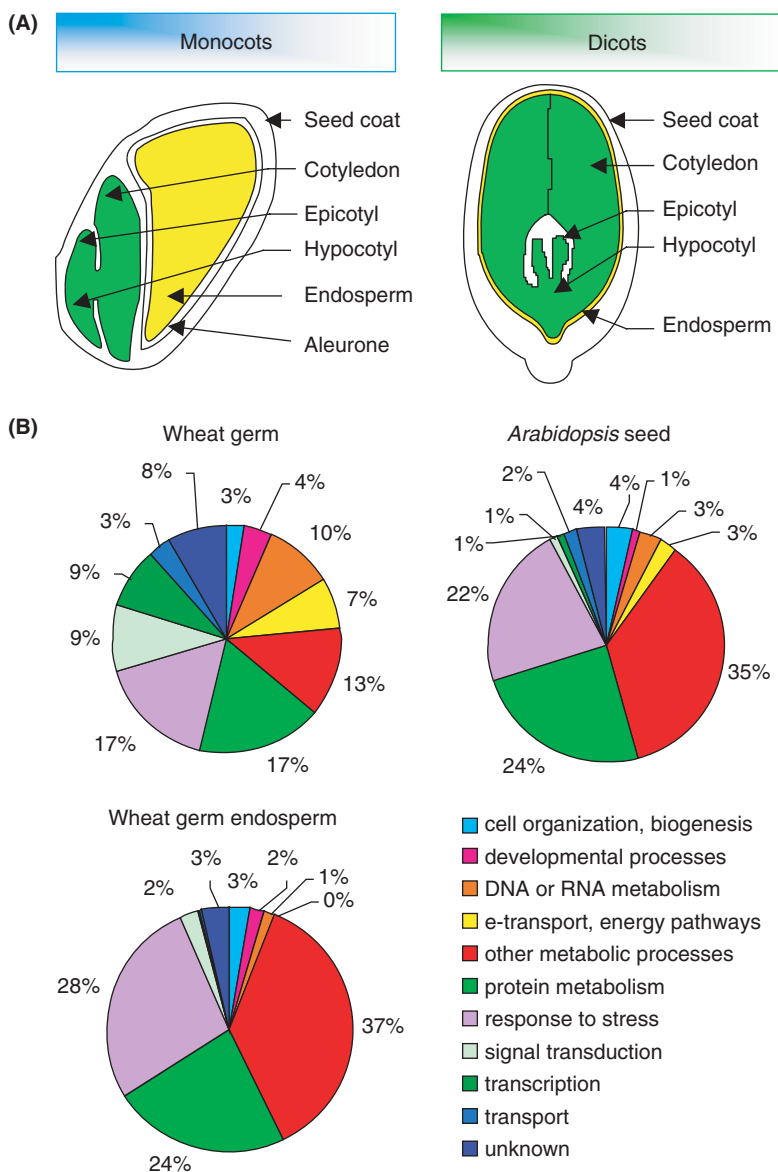 (A)
Monocots
Dicots
Seed coat
Cotyledon
Epicotyl
Hypocotyl
Endosperm
Aleurone
Seed coat
Cotyledon
Epicotyl
Hypocotyl
Endosperm
(B)
Wheat germ
8%
3%
4%
3%
10%
9%
7%
9%
13%
17%
17%
Arabidopsis seed
2%
4%
4%
1%
1%
3%
1%
3%
22%
35%
24%
Wheat germ endosperm
3%
3%
2%
2%
1%
0%
28%
37%
24%
cell organization, biogenesis
developmental processes
DNA or RNA metabolism
e-transport, energy pathways
other metabolic processes
protein metabolism
response to stress
signal transduction
transcription
transport
unknown